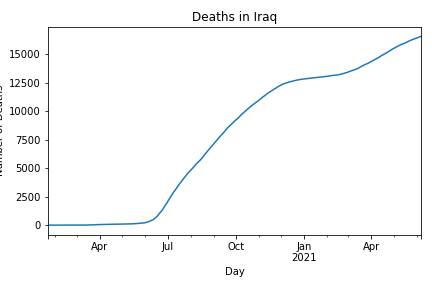 Deaths in Iraq
Number of Deaths
15000
12500
10000
7500
5000
2500
0
Apr
Jul
Oct
Jan
2021
Apr
Day